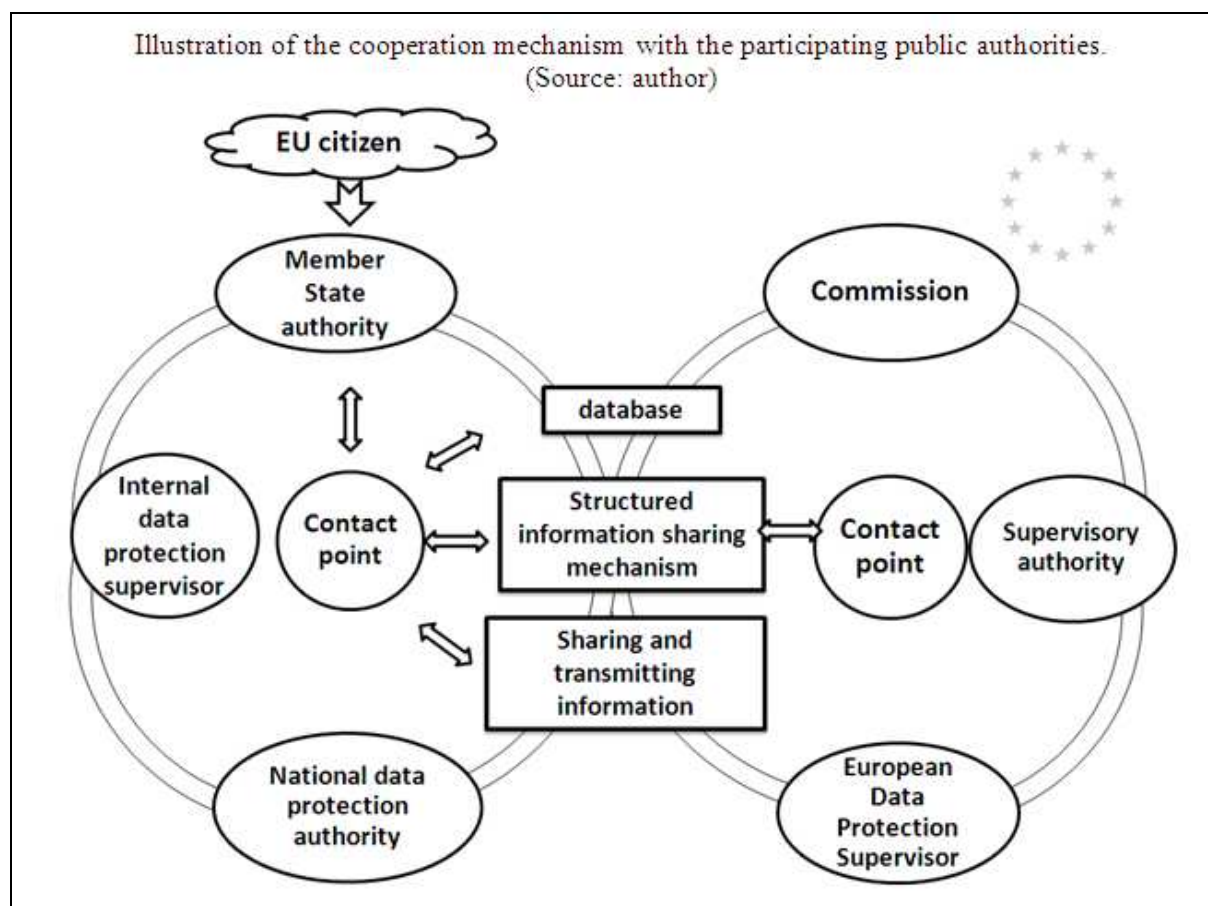 Illustration of the cooperation mechanism with the participating public authorities.
(Source: author)
EU citizen
Member
State
authority
Commission
database
Internal
data
protection
supervisor
Contact
point
Structured
information sharing
mechanism
Contact
point
Supervisory
authority
Sharing and
transmitting
information
National data
protection
authority
European
Data
Protection
Supervisor